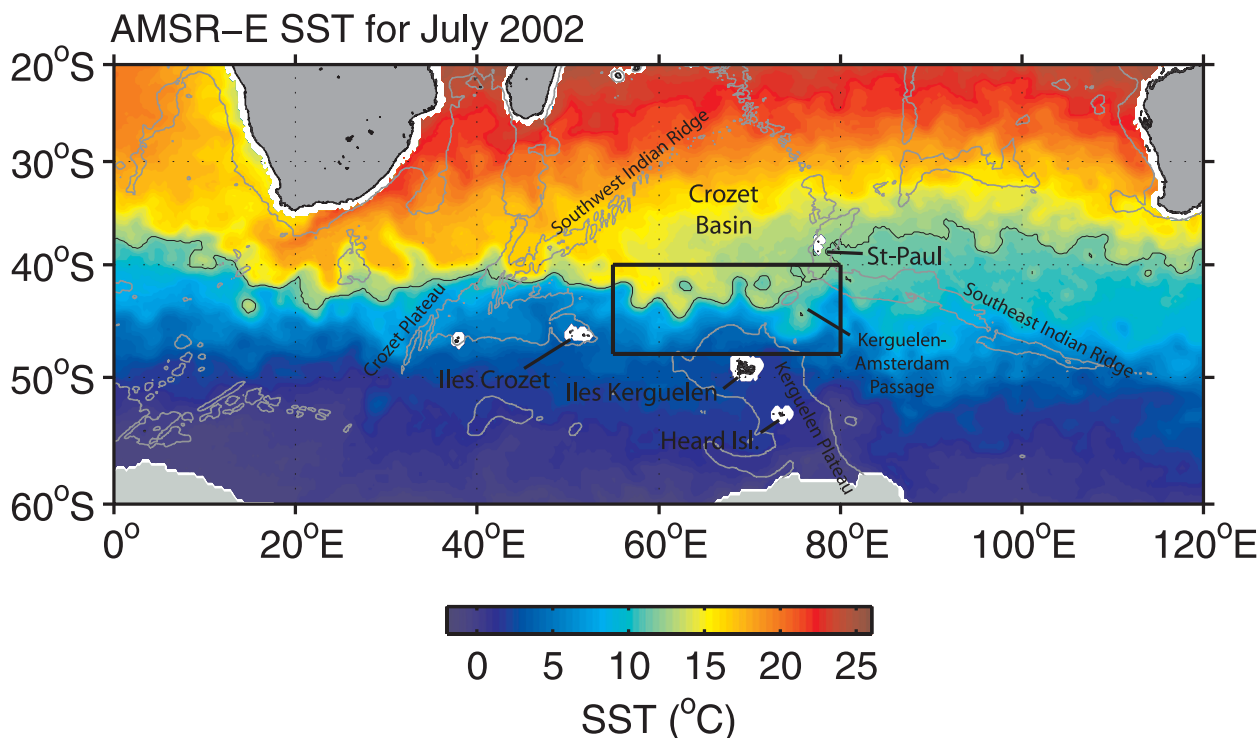 AMSR−E SST for July 2002
20°S
30°S
40°S
50°S
60°S
Southwest Indian Ridge
Crozet
Basin
St-Paul
Crozet Plateau
Southeast Indian Ridge
Kerguelen-
Amsterdam
Passage
Iles Crozet
Iles Kerguelen
Kerguelen Plateau
Heard Isl.
0°
20°E
40°E
60°E
80°E
100°E
120°E
0
5
10
15
20
25
SST (°C)